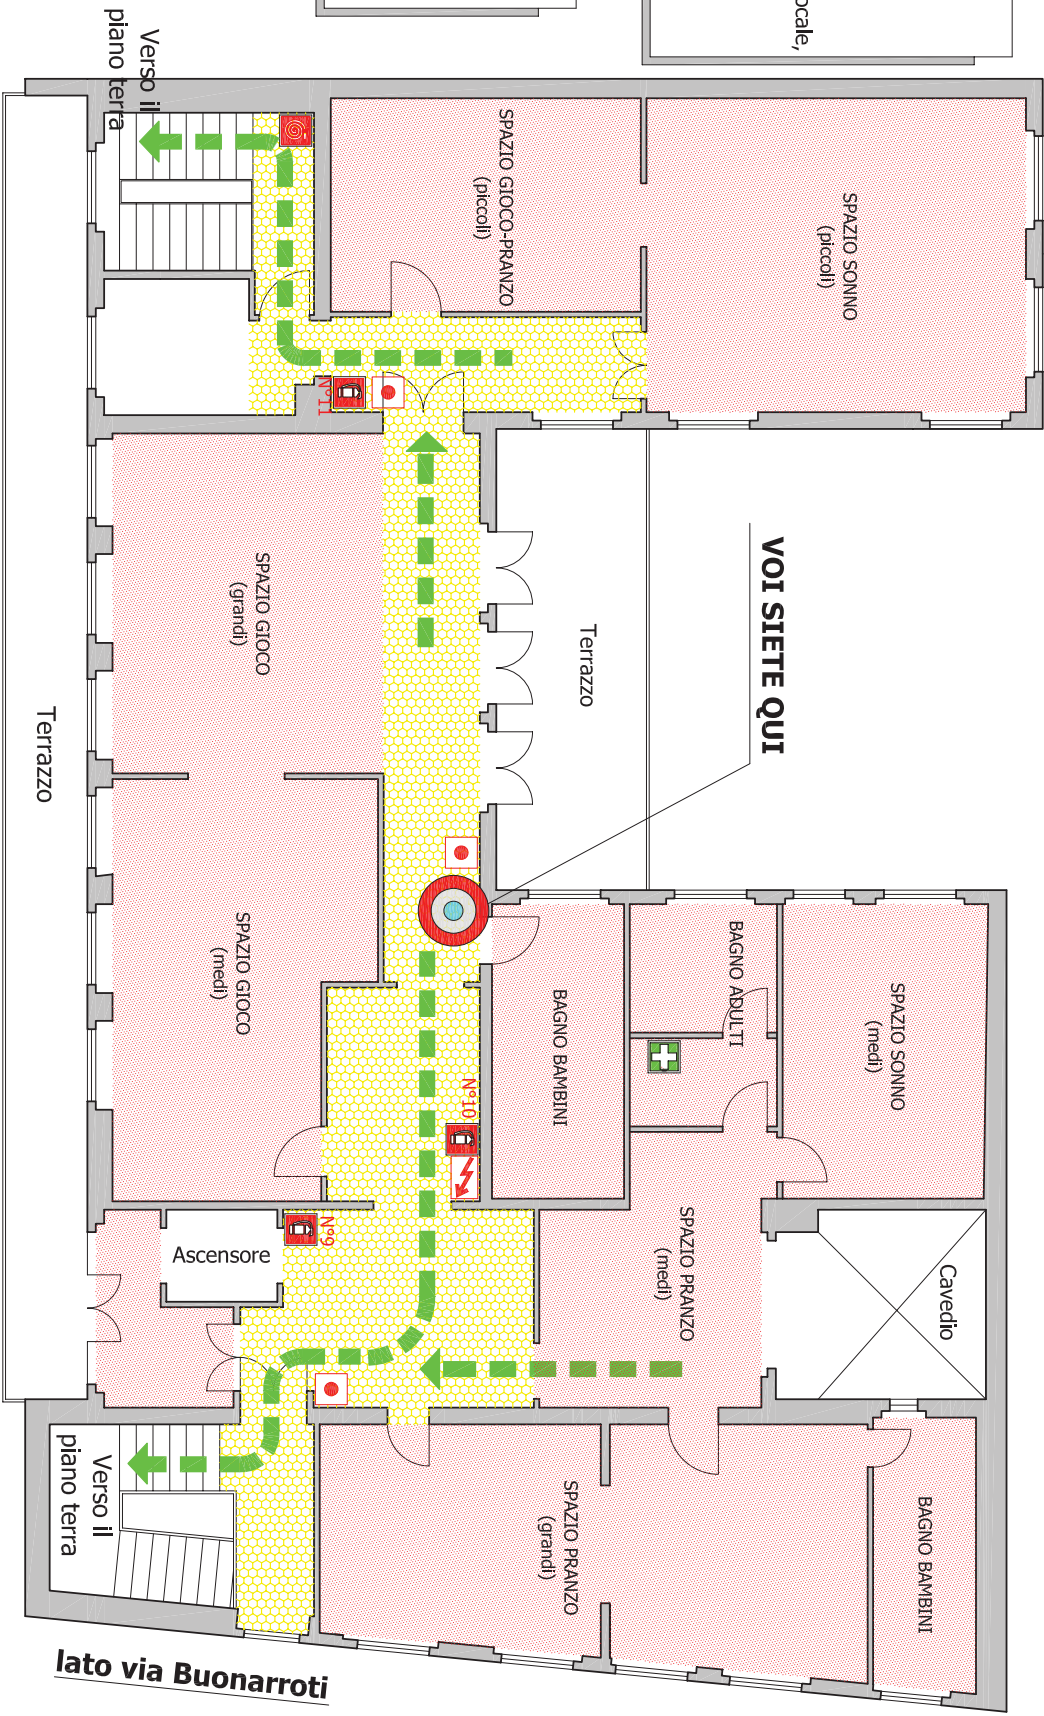 ocale,
Verso il
piano terra
SPAZIO GIOCO-PRANZO
(piccoli)
SPAZIO SONNO
(piccoli)
N°11
SPAZIO GIOCO
(grandi)
Terrazzo
VOI SIETE QUI
Terrazzo
SPAZIO GIOCO
(medi)
BAGNO BAMBINI
BAGNO ADULTI
SPAZIO SONNO
(medi)
N°10
N°9
Ascensore
SPAZIO PRANZO
(medi)
Cavedio
Verso il
piano terra
SPAZIO PRANZO
(grandi)
BAGNO BAMBINI
lato via Buonarroti